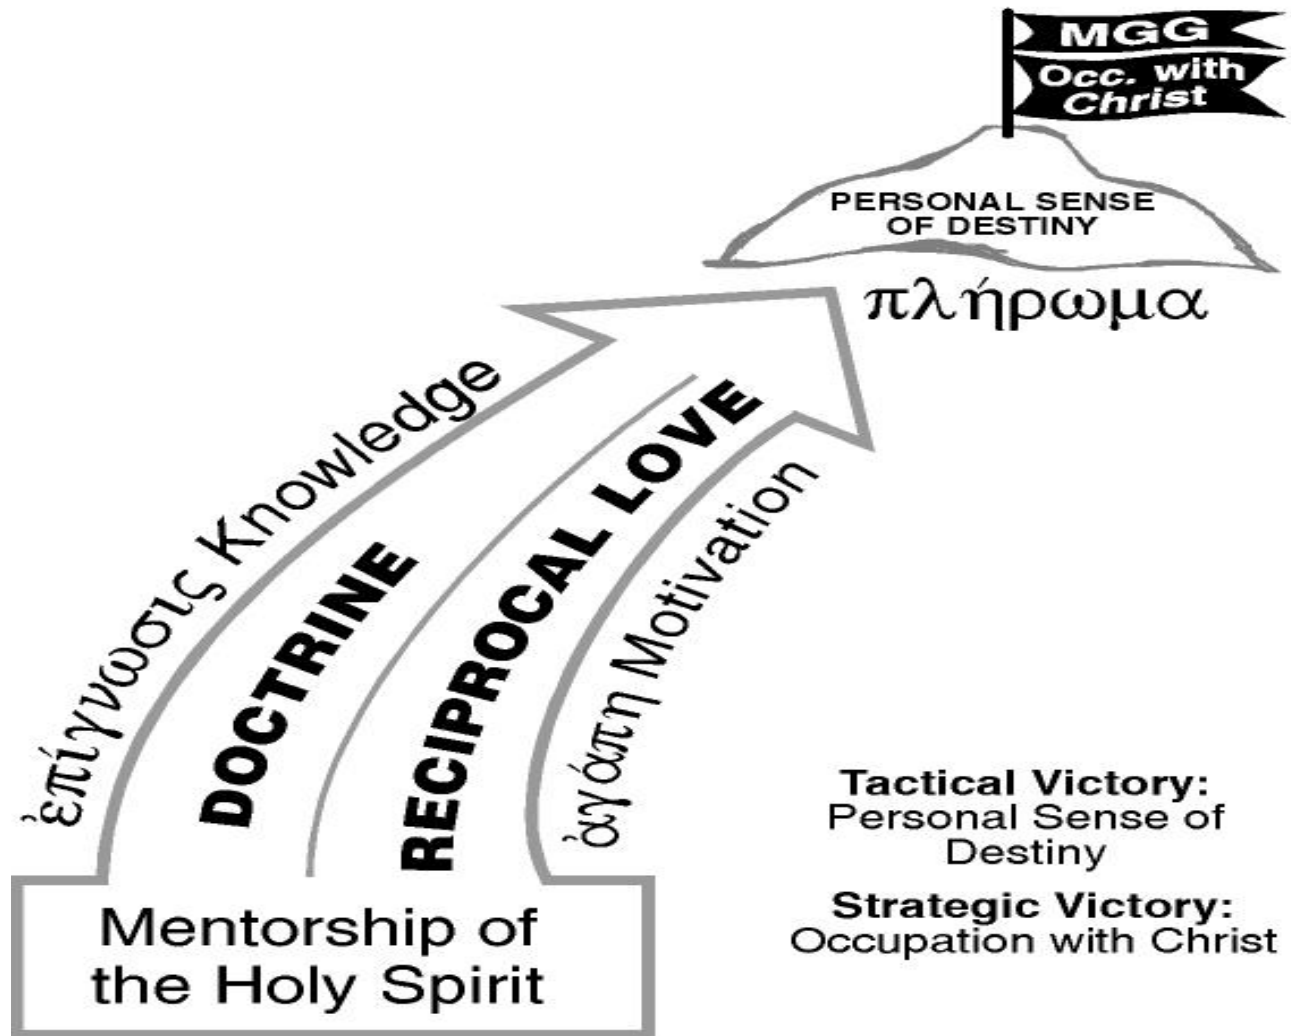 MGG
Occ. with
Christ
PERSONAL SENSE
OF DESTINY
πλήρωμα
ἐπίγνωσις Knowledge
DOCTRINE
RECIPROCAL LOVE
ἀγάπη Motivation
Mentorship of
the Holy Spirit
Tactical Victory:
Personal Sense of
Destiny
Strategic Victory:
Occupation with Christ